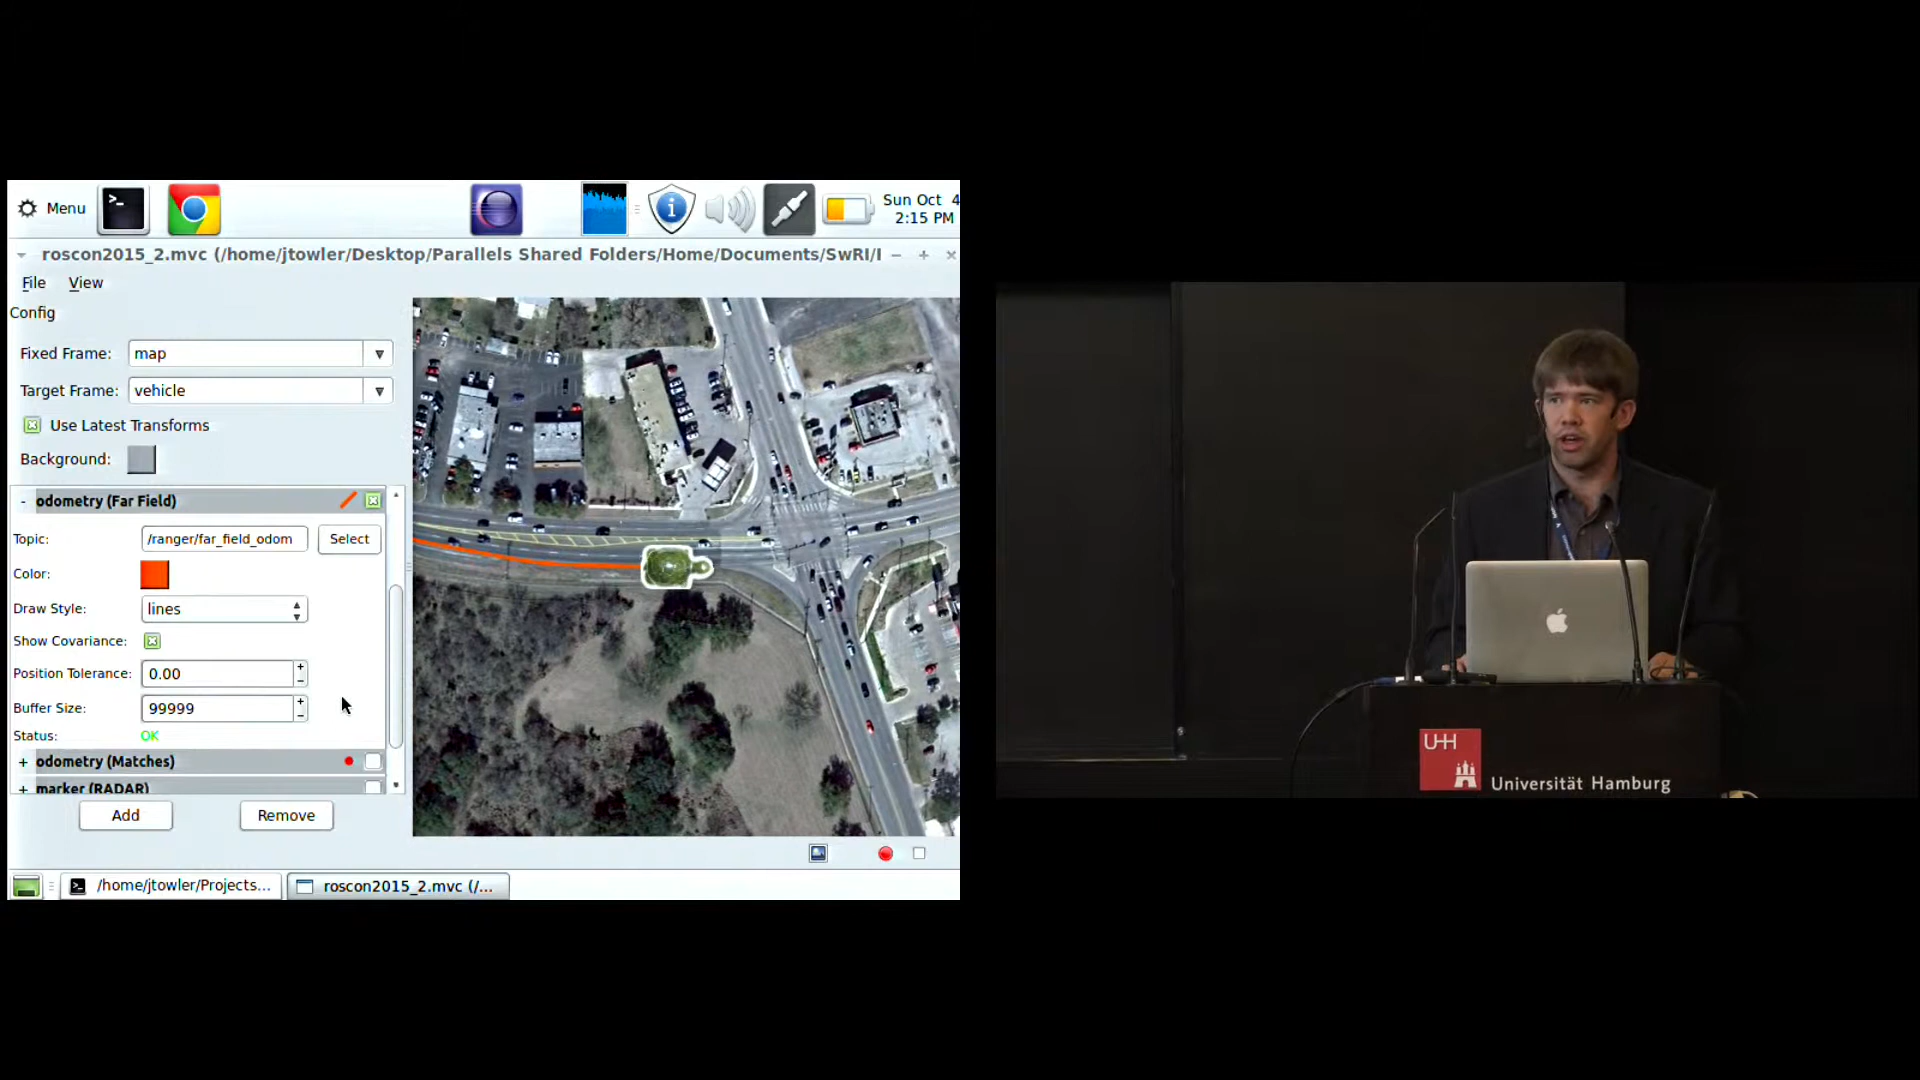 Menu
>_
Sun Oct 4
2:15 PM
roscon2015_2.mvc (/home/jtowler/Desktop/Parallels Shared Folders/Home/Documents/SwRI/
File View
Config
Fixed Frame: map
Target Frame: vehicle
Use Latest Transforms
Background:
- odometry (Far Field)
Topic: /ranger/far_field_odom Select
Color:
Draw Style: lines
Show Covariance:
Position Tolerance: 0.00
Buffer Size: 99999
Status: OK
+ odometry (Matches)
+ marker (RADAR)
Add Remove
/home/jtowler/Projects...
roscon2015_2.mvc (/...
UHH
Universität Hamburg